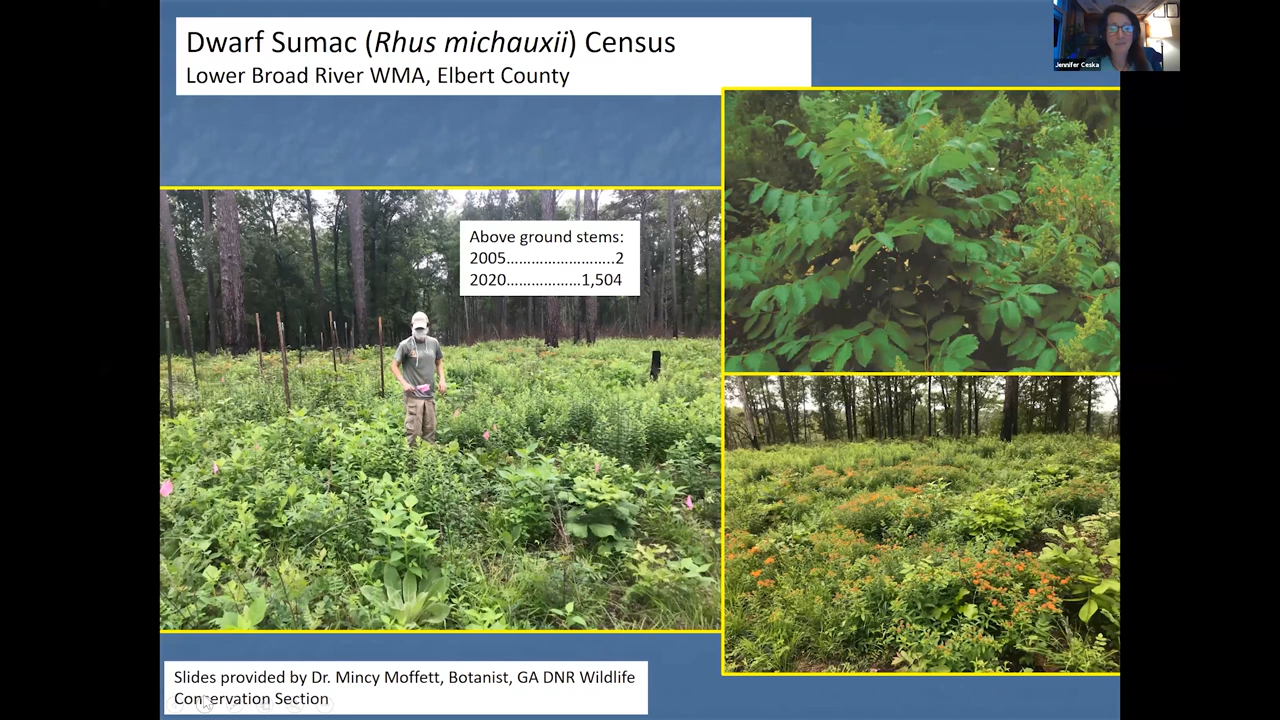 Dwarf Sumac (Rhus michauxii) Census
Lower Broad River WMA, Elbert County
Jennifer Ceska
Above ground stems:
2005……………………..2
2020………………1,504
Slides provided by Dr. Mincy Moffett, Botanist, GA DNR Wildlife
Conservation Section